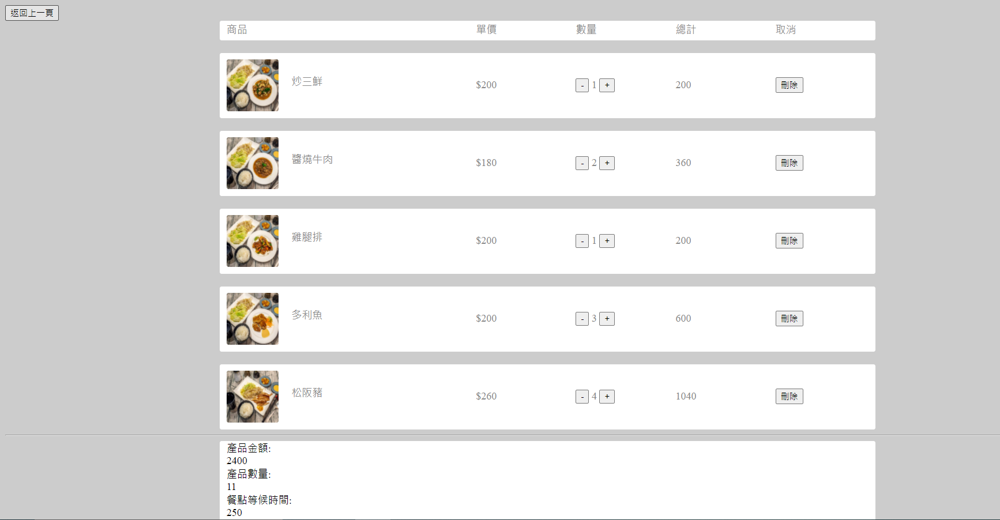 返回上一頁
商品 單價 數量 總計 取消
炒三鮮 $200 - 1 + 200 刪除
醬燒牛肉 $180 - 2 + 360 刪除
雞腿排 $200 - 1 + 200 刪除
多利魚 $200 - 3 + 600 刪除
松阪豬 $260 - 4 + 1040 刪除
產品金額:
2400
產品數量:
11
餐點等候時間:
250